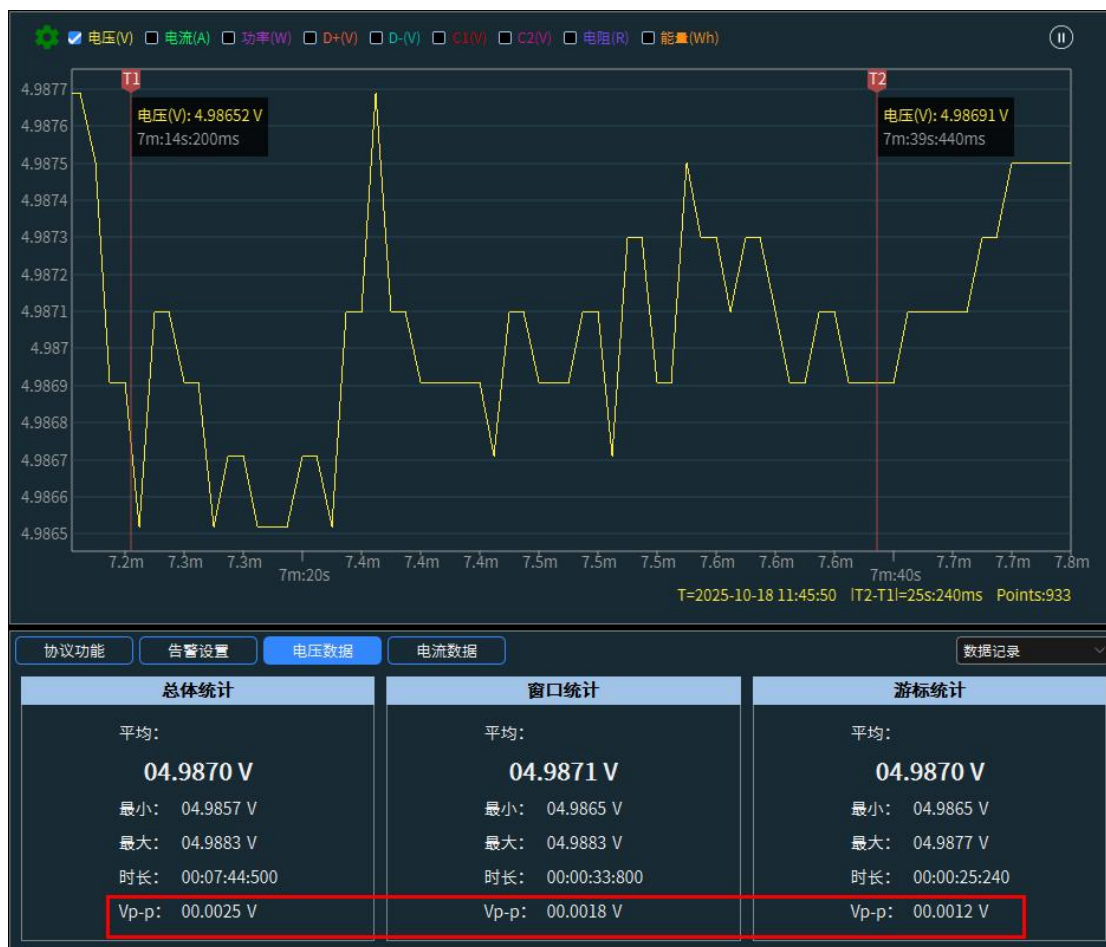 电压(V) 电流(A) 功率(W) D+(V) D-(V) C1(V) C2(V) 电阻(R) 能量(Wh)
T1 T2
电压(V): 4.98652 V
7m:14s:200ms
电压(V): 4.98691 V
7m:39s:440ms
4.9877
4.9876
4.9875
4.9874
4.9873
4.9872
4.9871
4.987
4.9869
4.9868
4.9867
4.9866
4.9865
7.2m 7.3m 7.3m 7.4m 7.4m 7.4m 7.5m 7.5m 7.5m 7.6m 7.6m 7.6m 7.7m 7.7m 7.8m
7m:20s 7m:40s
T=2025-10-18 11:45:50 |T2-T1|=25s:240ms Points:933
协议功能 告警设置 电压数据 电流数据 数据记录
总体统计 窗口统计 游标统计
平均: 平均: 平均:
04.9870 V 04.9871 V 04.9870 V
最小: 04.9857 V 最小: 04.9865 V 最小: 04.9865 V
最大: 04.9883 V 最大: 04.9883 V 最大: 04.9877 V
时长: 00:07:44:500 时长: 00:00:33:800 时长: 00:00:25:240
Vp-p: 00.0025 V Vp-p: 00.0018 V Vp-p: 00.0012 V